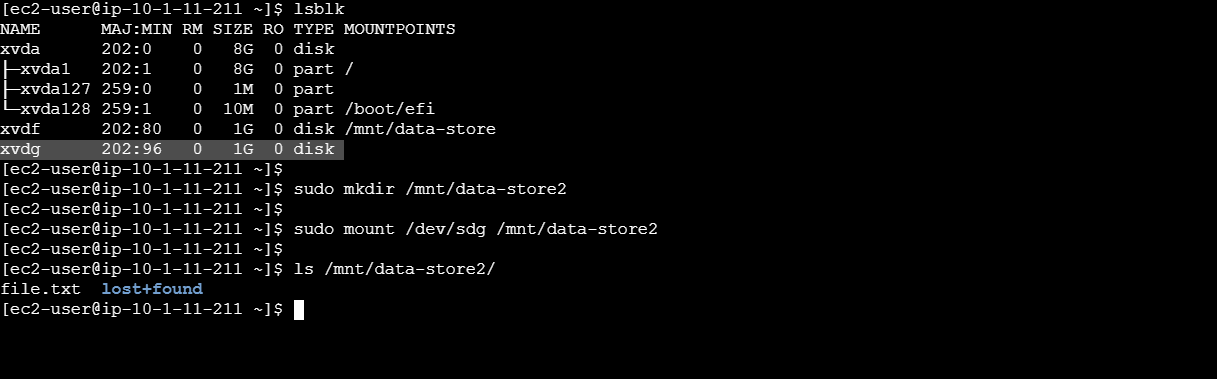 [ec2-user@ip-10-1-11-211 ~]$ lsblk
NAME      MAJ:MIN RM SIZE RO TYPE MOUNTPOINTS
xvda      202:0    0   8G  0 disk
├─xvda1   202:1    0   8G  0 part /
├─xvda127 259:0    0   1M  0 part
└─xvda128 259:1    0  10M  0 part /boot/efi
xvdf      202:80   0   1G  0 disk /mnt/data-store
xvdg      202:96   0   1G  0 disk
[ec2-user@ip-10-1-11-211 ~]$
[ec2-user@ip-10-1-11-211 ~]$ sudo mkdir /mnt/data-store2
[ec2-user@ip-10-1-11-211 ~]$
[ec2-user@ip-10-1-11-211 ~]$ sudo mount /dev/sdg /mnt/data-store2
[ec2-user@ip-10-1-11-211 ~]$
[ec2-user@ip-10-1-11-211 ~]$ ls /mnt/data-store2/
file.txt  lost+found
[ec2-user@ip-10-1-11-211 ~]$